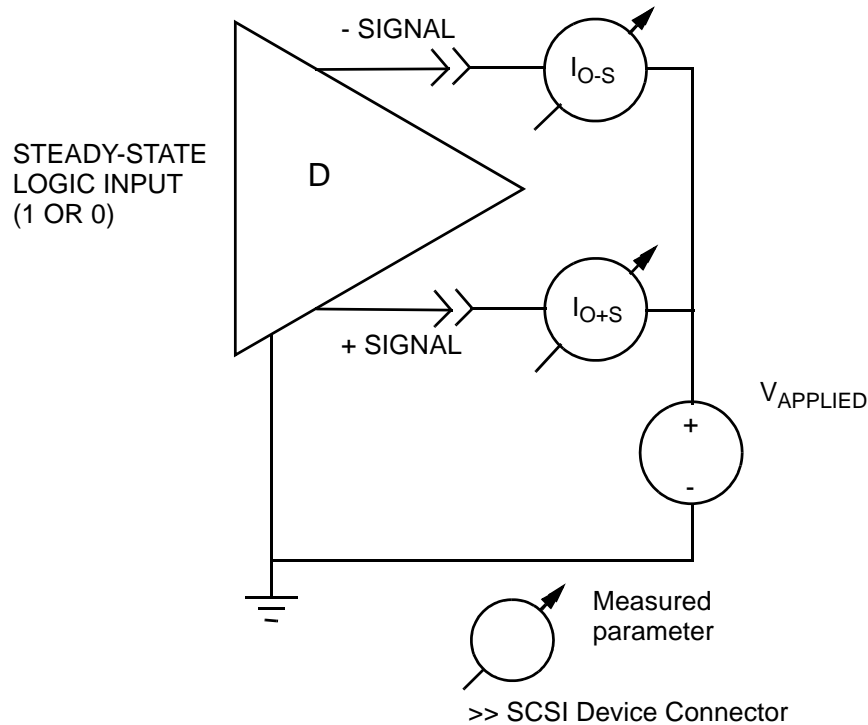 - SIGNAL
I_O-S
STEADY-STATE
LOGIC INPUT
(1 OR 0)
D
I_O+S
+ SIGNAL
V_APPLIED
+
-
Measured
parameter
>> SCSI Device Connector